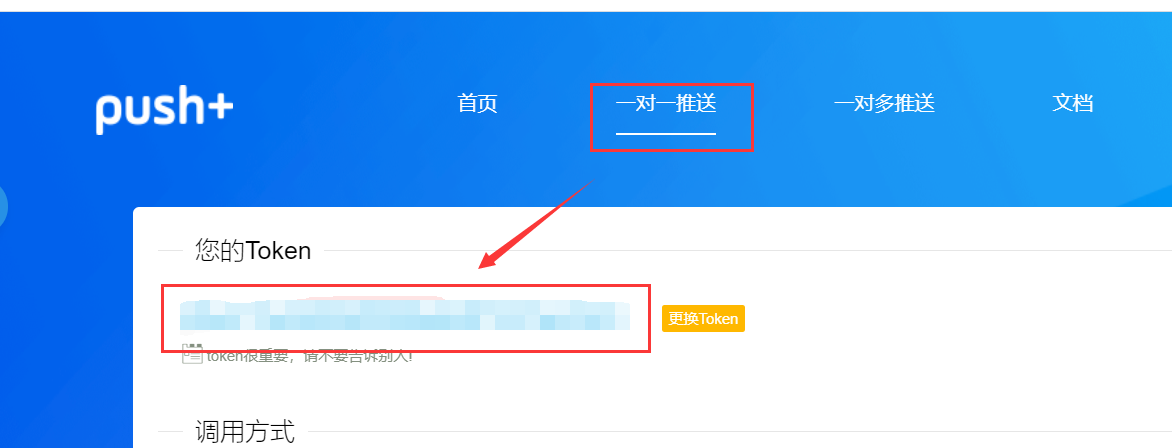 push+
首页
一对一推送
一对多推送
文档
您的Token
更换Token
token很重要，请不要告诉别人!
调用方式